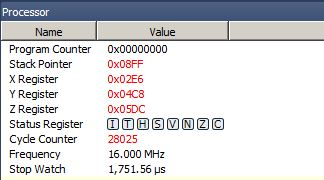 Processor
Name Value
Program Counter 0x00000000
Stack Pointer 0x08FF
X Register 0x02E6
Y Register 0x04C8
Z Register 0x05DC
Status Register I T H S V N Z C
Cycle Counter 28025
Frequency 16.000 MHz
Stop Watch 1,751.56 µs